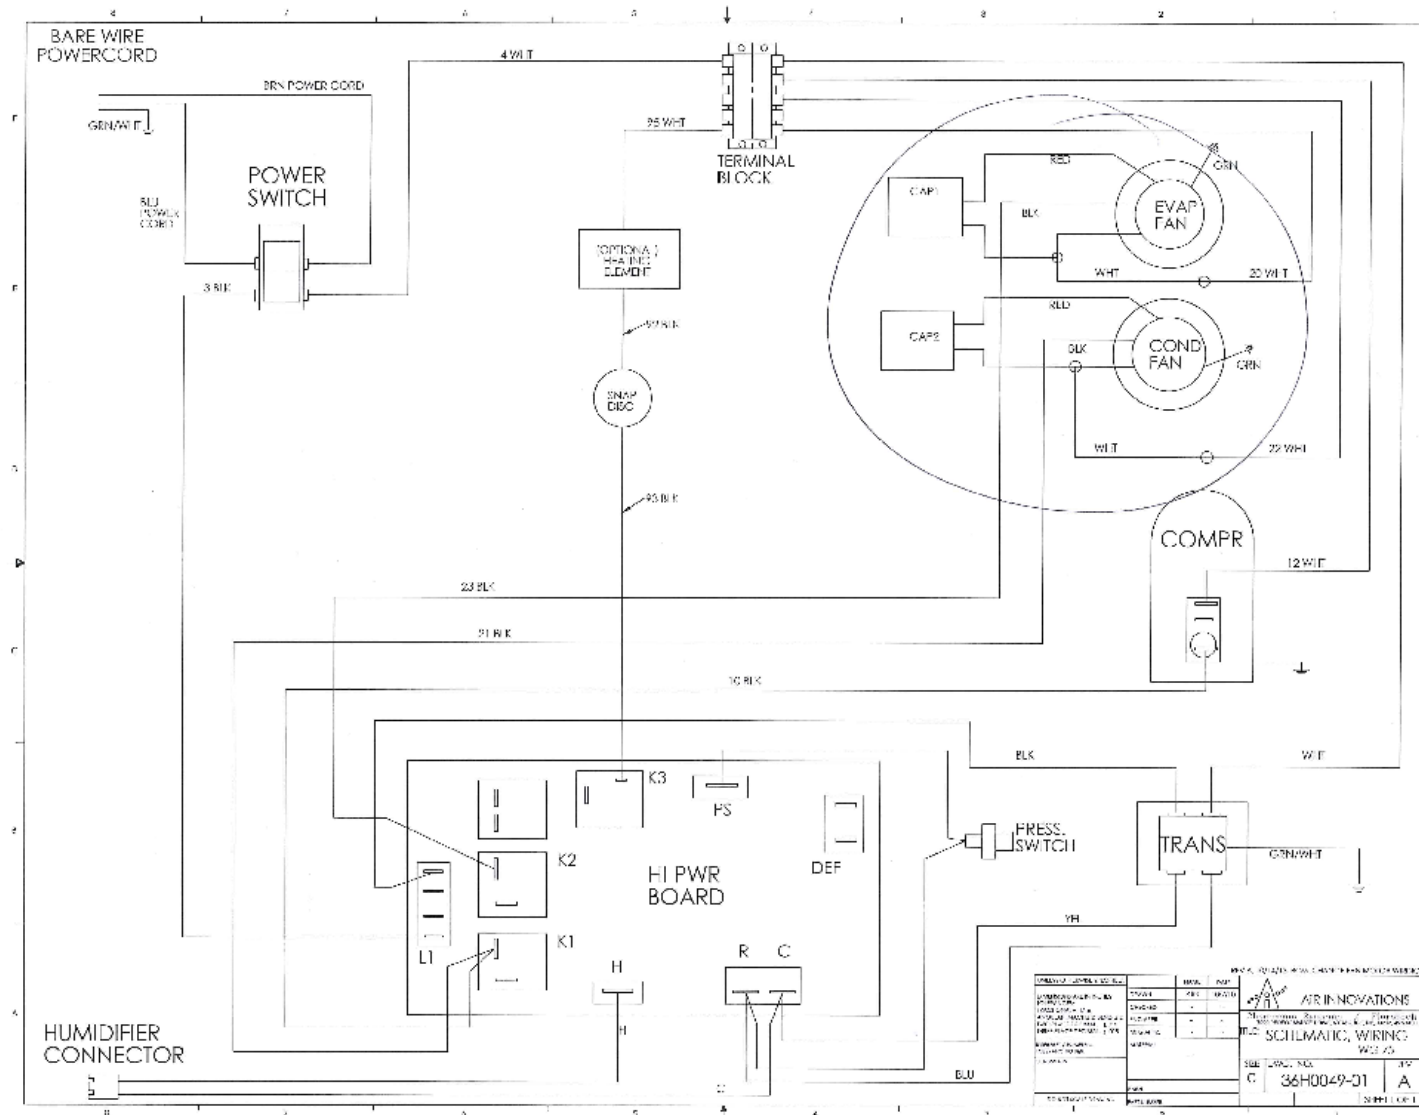 BARE WIRE
POWERCORD
4 WHT
BRN POWER CORD
GRN/WHT
95 WHT
TERMINAL
BLOCK
POWER
SWITCH
BLU
POWER
CORD
3 BLK
(OPTIONAL)
HEATING
ELEMENT
92 BLK
SNAP
DISC
93 BLK
CAP1
RED
GRN
BLK
EVAP
FAN
WHT
20 WHT
RED
CAP2
BLK
COND
FAN
GRN
WHT
22 WHT
COMPR
12 WHT
23 BLK
21 BLK
10 BLK
BLK
WHT
K3
PS
DEF
PRESS.
SWITCH
TRANS
GRN/WHT
K2
HI PWR
BOARD
YH
L1
K1
H
R
C
H
BLU
HUMIDIFIER
CONNECTOR
AIR INNOVATIONS
SCHEMATIC, WIRING
SIZE
C
36H0049-01
A